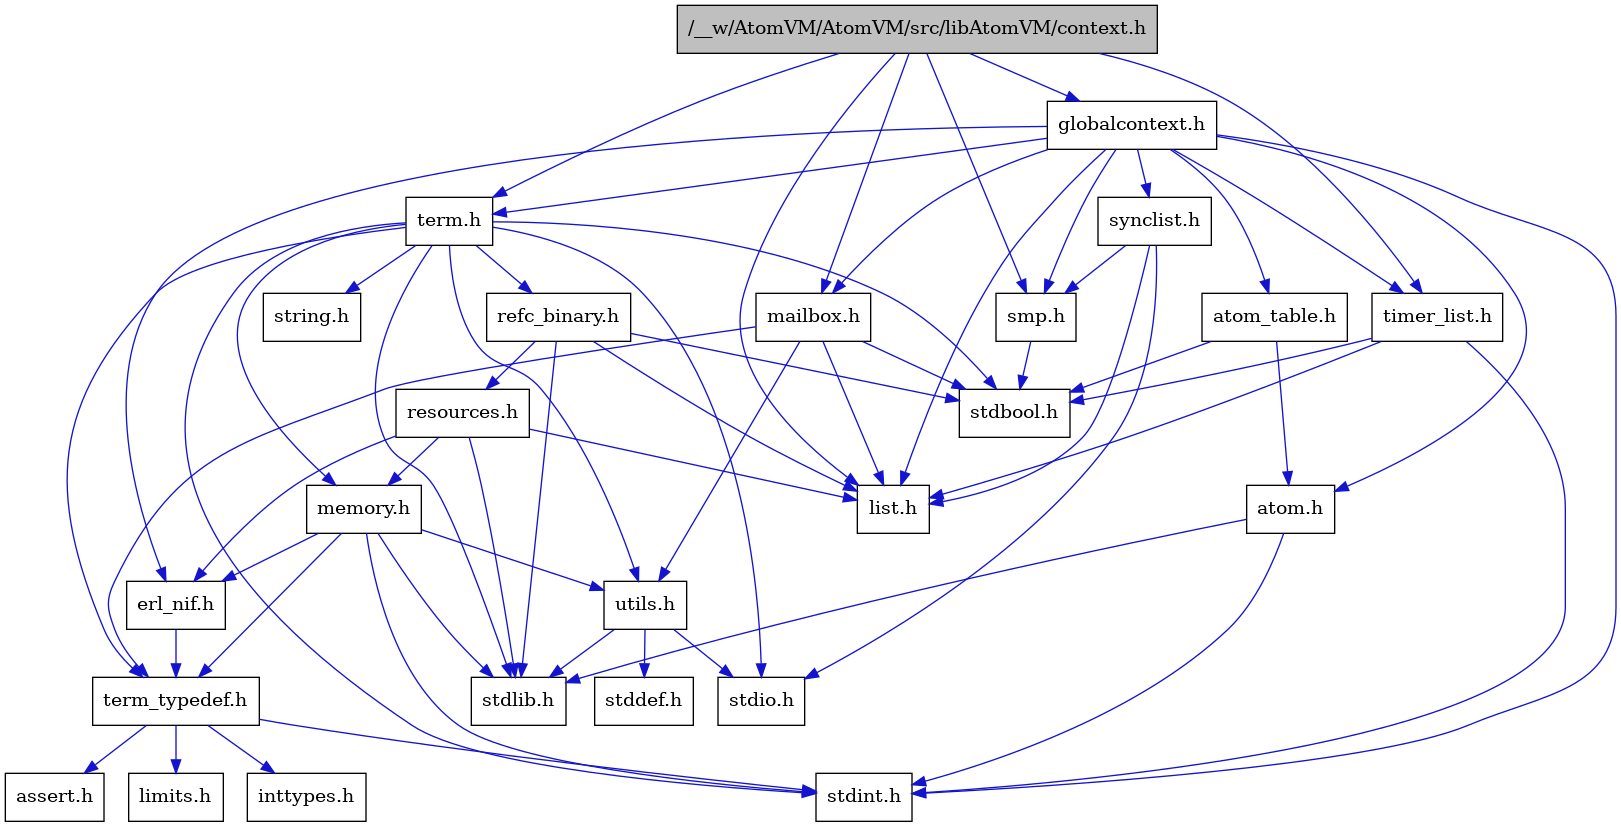 /__w/AtomVM/AtomVM/src/libAtomVM/context.h
globalcontext.h
term.h
synclist.h
string.h
refc_binary.h
mailbox.h
smp.h
atom_table.h
timer_list.h
resources.h
stdbool.h
memory.h
list.h
atom.h
erl_nif.h
utils.h
term_typedef.h
stdlib.h
stddef.h
stdio.h
assert.h
limits.h
inttypes.h
stdint.h